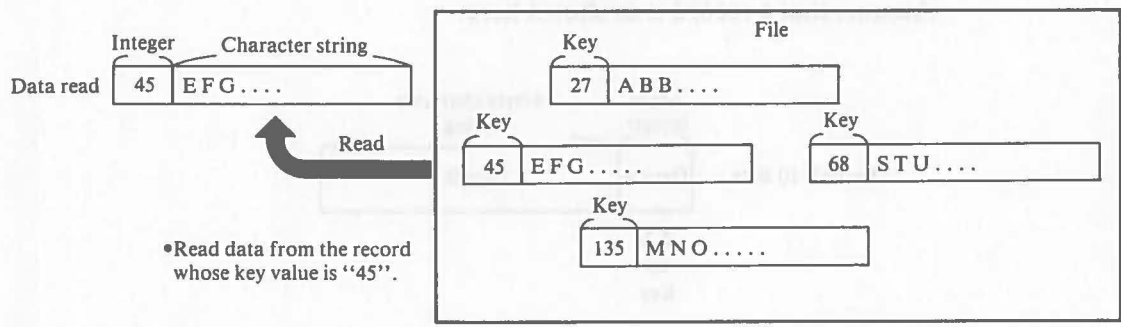 File
Integer Character string
Key
Data read 45 EFG....
27 ABB....
Key
Key
Read
45 EFG.....
68 STU....
Key
135 MNO.....
•Read data from the record
whose key value is "45".